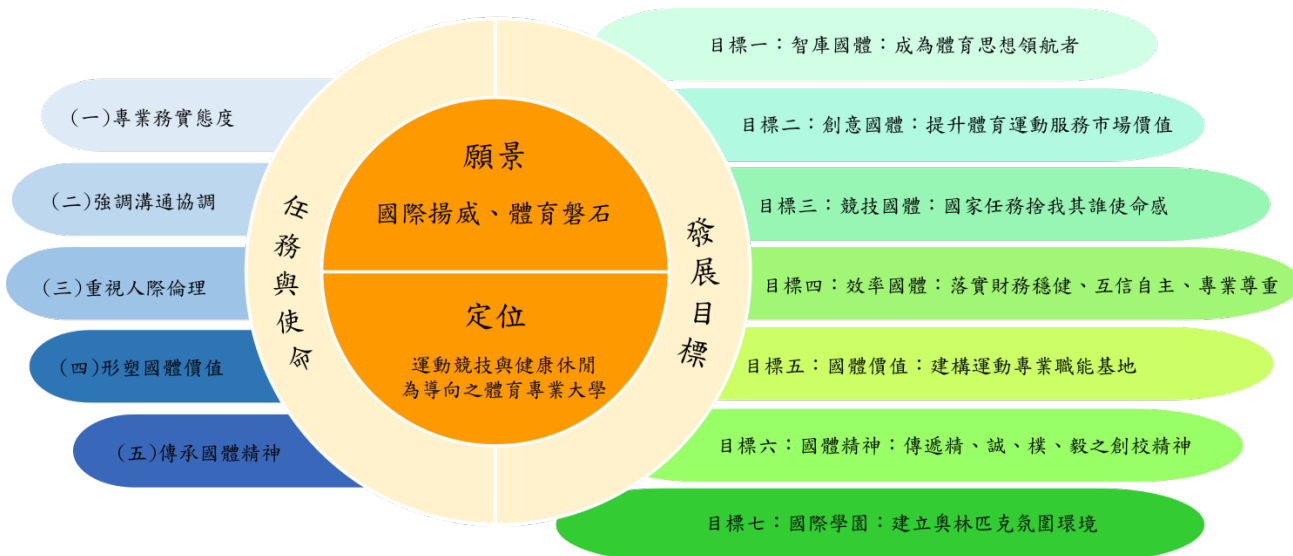 任務與使命
(一)專業務實態度
(二)強調溝通協調
(三)重視人際倫理
(四)形塑國體價值
(五)傳承國體精神
願景
國際揚威、體育磐石
定位
運動競技與健康休閒
為導向之體育專業大學
發展目標
目標一：智庫國體：成為體育思想領航者
目標二：創意國體：提升體育運動服務市場價值
目標三：競技國體：國家任務捨我其誰使命感
目標四：效率國體：落實財務穩健、互信自主、專業尊重
目標五：國體價值：建構運動專業職能基地
目標六：國體精神：傳遞精、誠、樸、毅之創校精神
目標七：國際學園：建立奧林匹克氛圍環境